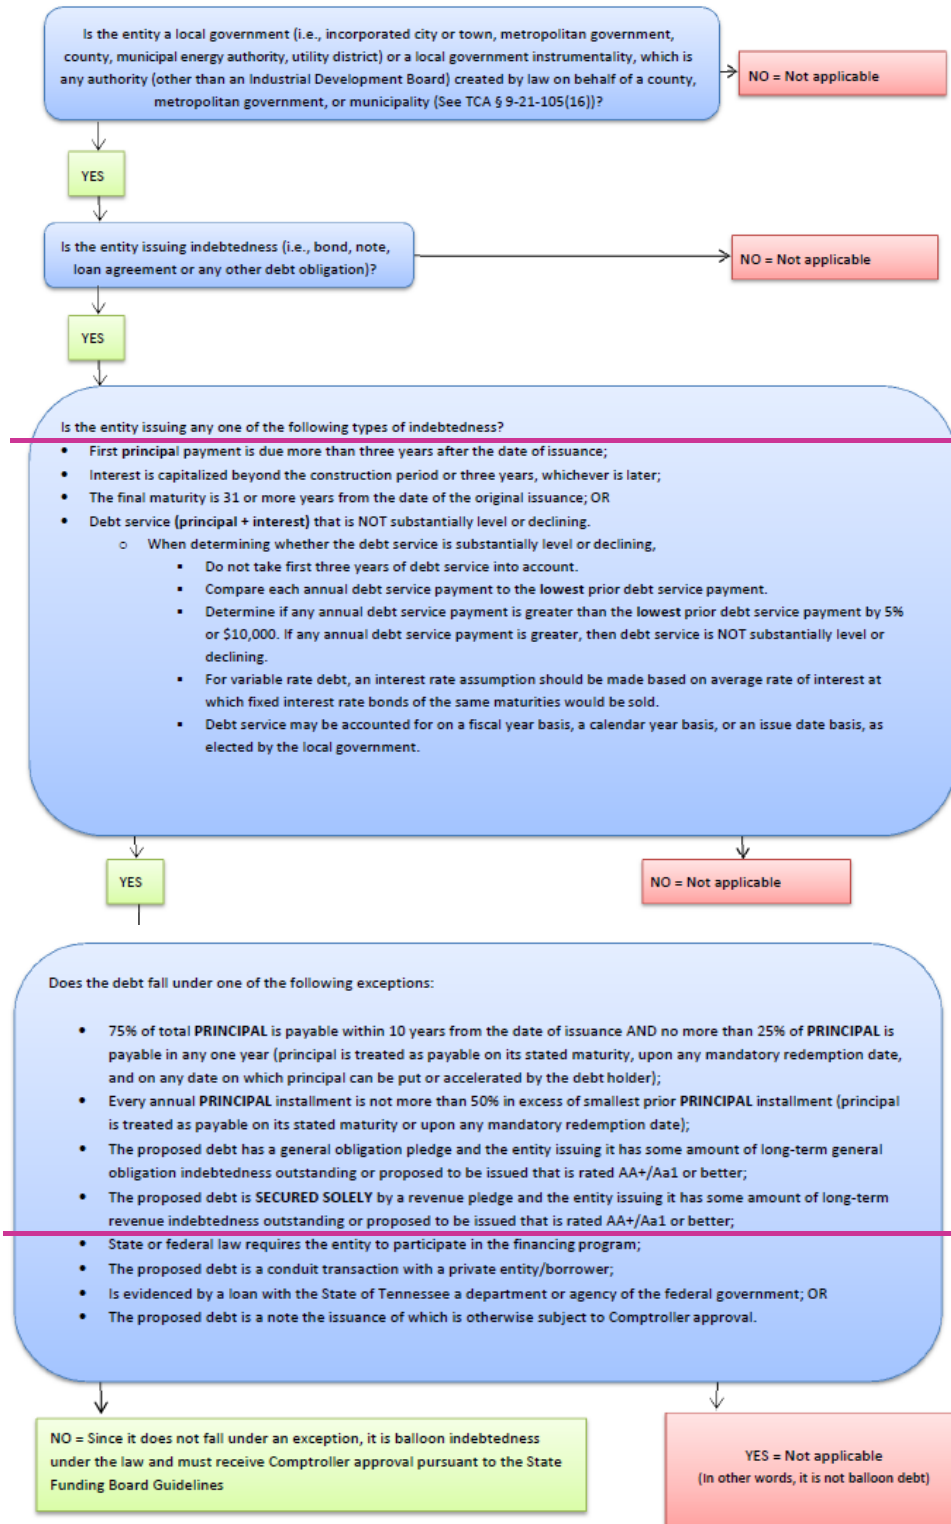 Is the entity a local government (i.e., incorporated city or town, metropolitan government,
county, municipal energy authority, utility district) or a local government instrumentality, which is
any authority (other than an Industrial Development Board) created by law on behalf of a county,
metropolitan government, or municipality (See TCA § 9-21-105(16))?
NO = Not applicable
YES
Is the entity issuing indebtedness (i.e., bond, note,
loan agreement or any other debt obligation)?
NO = Not applicable
YES
Is the entity issuing any one of the following types of indebtedness?
• First principal payment is due more than three years after the date of issuance;
• Interest is capitalized beyond the construction period or three years, whichever is later;
• The final maturity is 31 or more years from the date of the original issuance; OR
• Debt service (principal + interest) that is NOT substantially level or declining.
o When determining whether the debt service is substantially level or declining,
▪ Do not take first three years of debt service into account.
▪ Compare each annual debt service payment to the lowest prior debt service payment.
▪ Determine if any annual debt service payment is greater than the lowest prior debt service payment by 5%
or $10,000. If any annual debt service payment is greater, then debt service is NOT substantially level or
declining.
▪ For variable rate debt, an interest rate assumption should be made based on average rate of interest at
which fixed interest rate bonds of the same maturities would be sold.
▪ Debt service may be accounted for on a fiscal year basis, a calendar year basis, or an issue date basis, as
elected by the local government.
YES
NO = Not applicable
Does the debt fall under one of the following exceptions:
• 75% of total PRINCIPAL is payable within 10 years from the date of issuance AND no more than 25% of PRINCIPAL is
payable in any one year (principal is treated as payable on its stated maturity, upon any mandatory redemption date,
and on any date on which principal can be put or accelerated by the debt holder);
• Every annual PRINCIPAL installment is not more than 50% in excess of smallest prior PRINCIPAL installment (principal
is treated as payable on its stated maturity or upon any mandatory redemption date);
• The proposed debt has a general obligation pledge and the entity issuing it has some amount of long-term general
obligation indebtedness outstanding or proposed to be issued that is rated AA+/Aa1 or better;
• The proposed debt is SECURED SOLELY by a revenue pledge and the entity issuing it has some amount of long-term
revenue indebtedness outstanding or proposed to be issued that is rated AA+/Aa1 or better;
• State or federal law requires the entity to participate in the financing program;
• The proposed debt is a conduit transaction with a private entity/borrower;
• Is evidenced by a loan with the State of Tennessee a department or agency of the federal government; OR
• The proposed debt is a note the issuance of which is otherwise subject to Comptroller approval.
NO = Since it does not fall under an exception, it is balloon indebtedness
under the law and must receive Comptroller approval pursuant to the State
Funding Board Guidelines
YES = Not applicable
(In other words, it is not balloon debt)